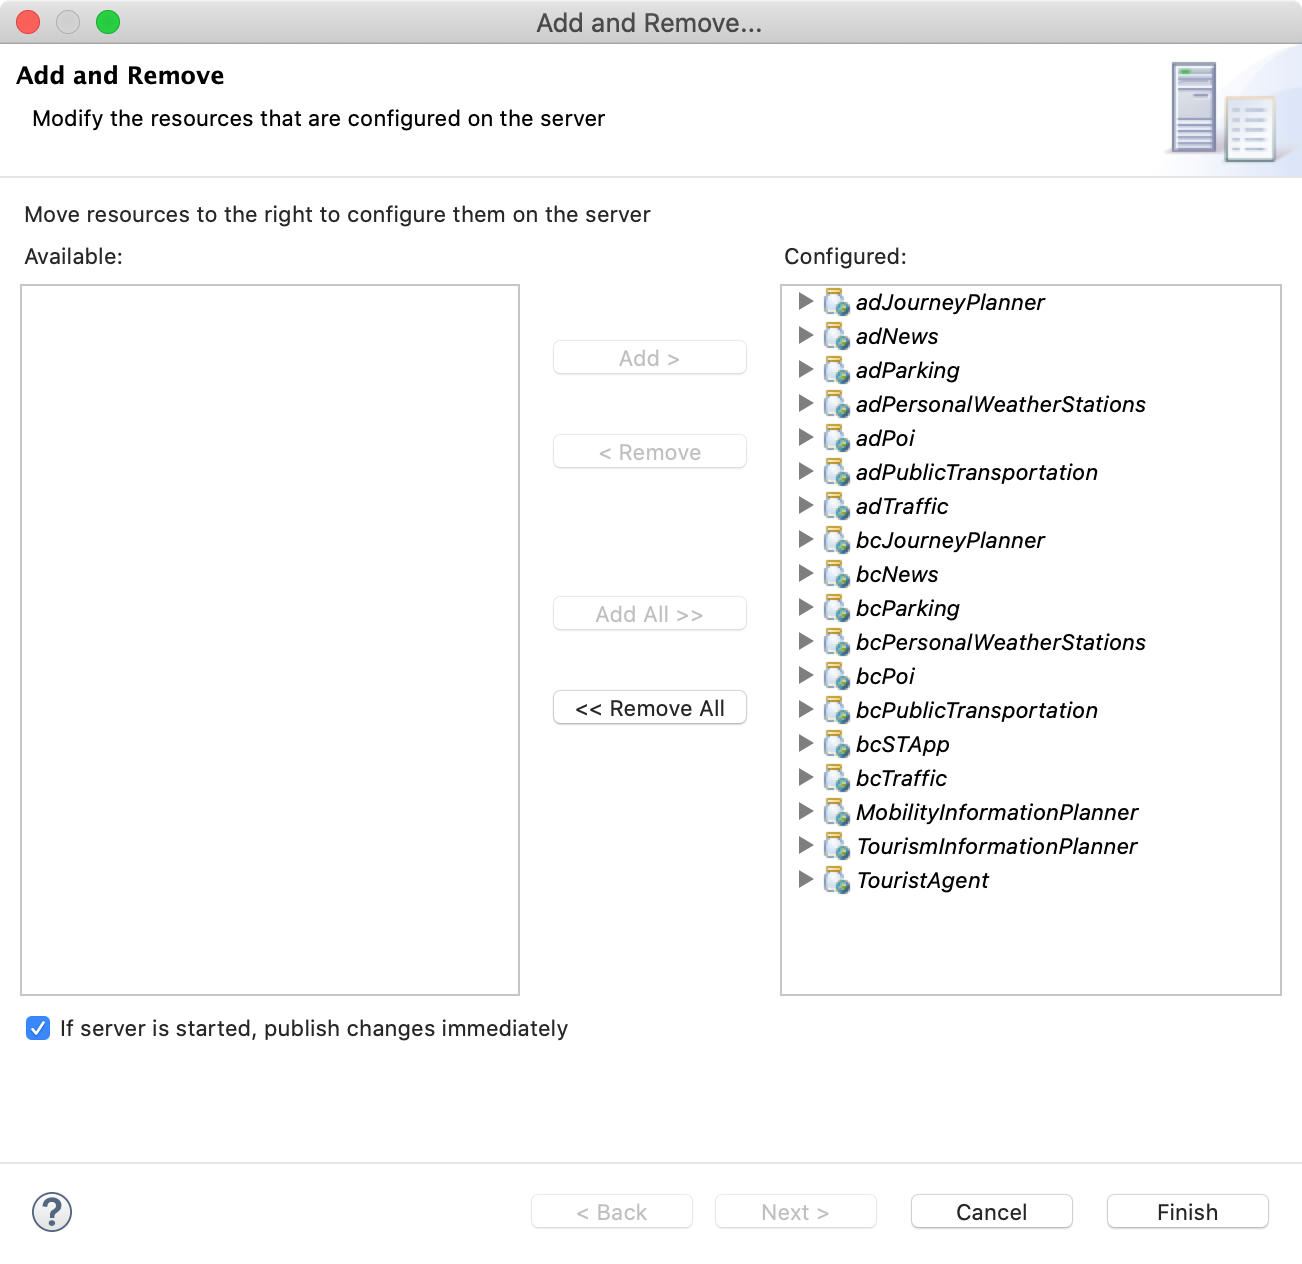 Add and Remove...
Add and Remove
Modify the resources that are configured on the server
Move resources to the right to configure them on the server
Available:
Configured:
Add >
< Remove
Add All >>
<< Remove All
adJourneyPlanner
adNews
adParking
adPersonalWeatherStations
adPoi
adPublicTransportation
adTraffic
bcJourneyPlanner
bcNews
bcParking
bcPersonalWeatherStations
bcPoi
bcPublicTransportation
bcSTApp
bcTraffic
MobilityInformationPlanner
TourismInformationPlanner
TouristAgent
If server is started, publish changes immediately
?
< Back
Next >
Cancel
Finish